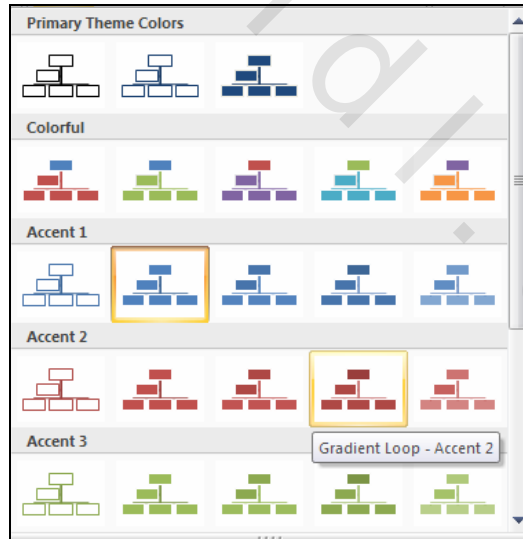 Primary Theme Colors
Colorful
Accent 1
Accent 2
Gradient Loop - Accent 2
Accent 3